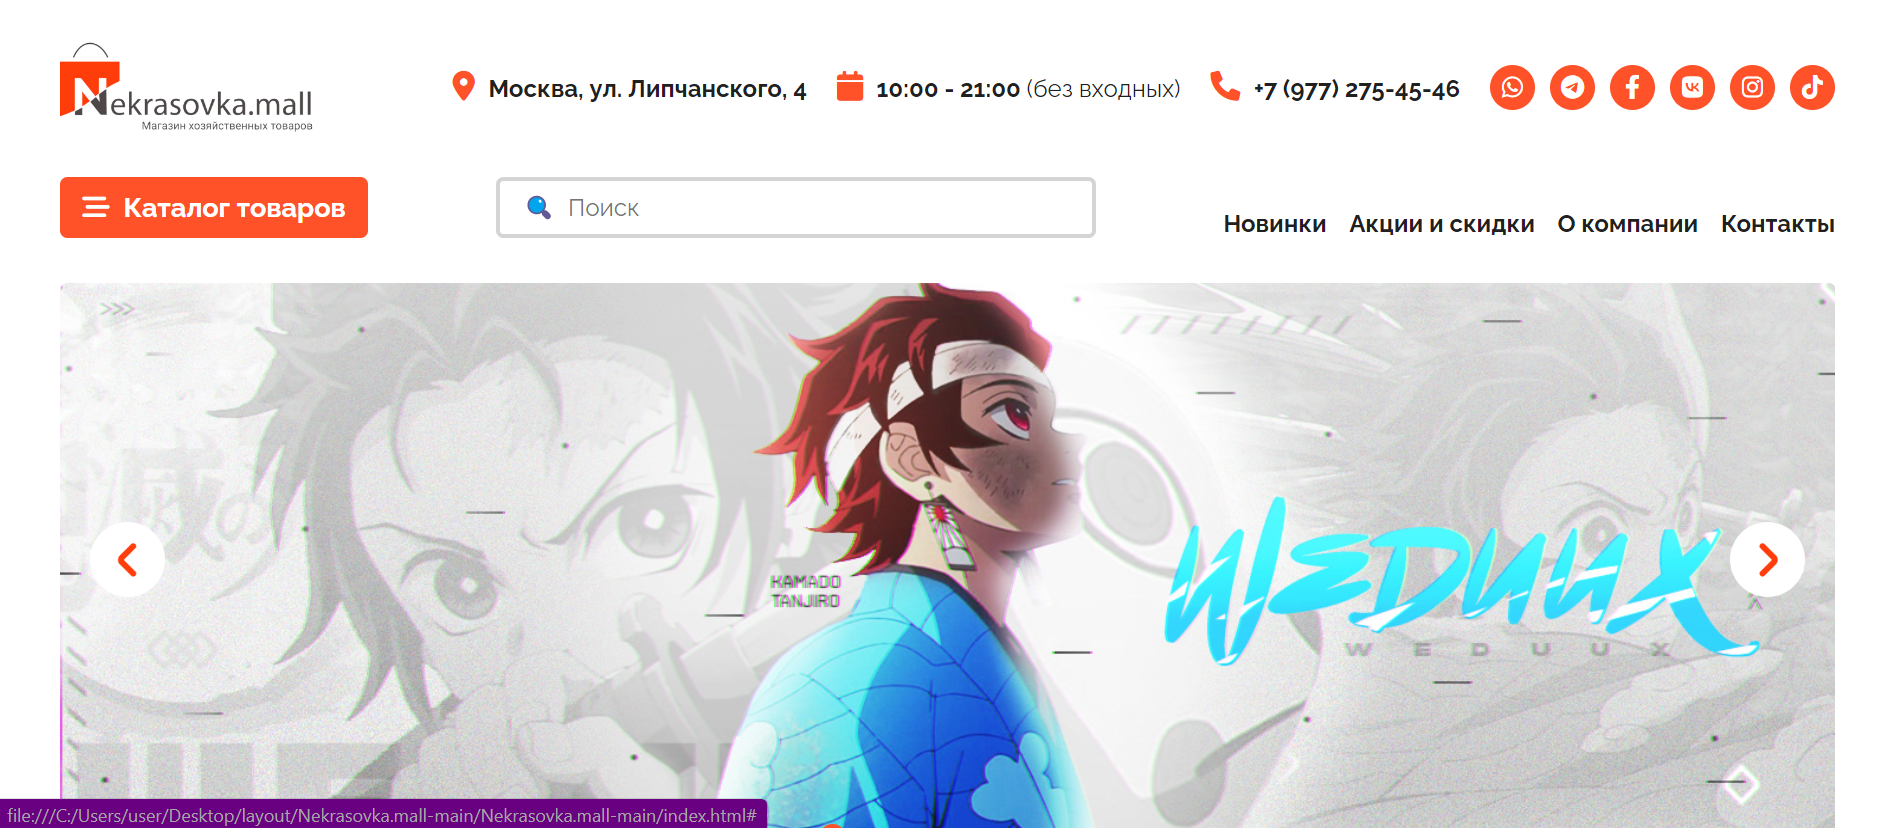 Nekrasovka.mall
Магазин хозяйственных товаров
Москва, ул. Липчанского, 4
10:00 - 21:00 (без входных)
+7 (977) 275-45-46
Каталог товаров
Поиск
Новинки Акции и скидки О компании Контакты
KAMADO
TANJIRO
WEDUUX
WEDUUX
file:///C:/Users/user/Desktop/layout/Nekrasovka.mall-main/Nekrasovka.mall-main/index.html#